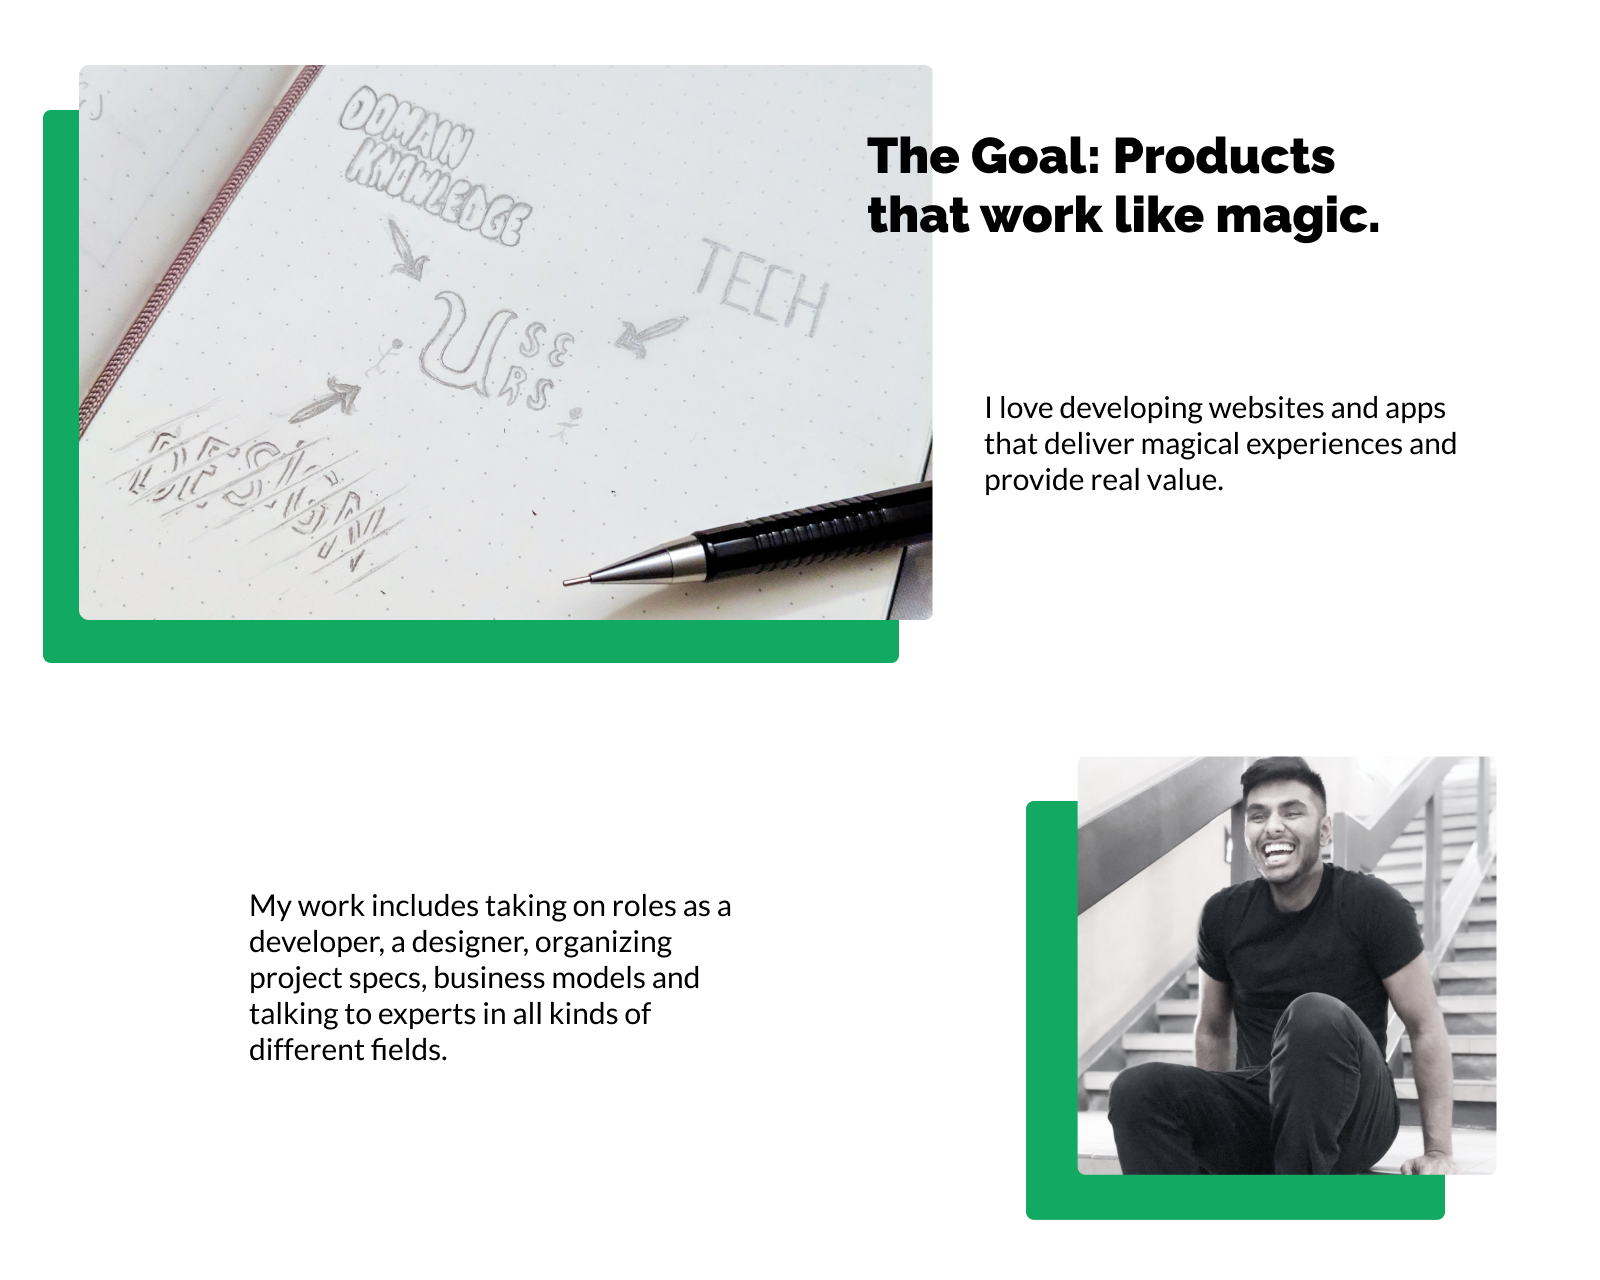 DOMAIN
KNOWLEDGE
TECH
USE
RS
DESIGN
The Goal: Products
that work like magic.
I love developing websites and apps
that deliver magical experiences and
provide real value.
My work includes taking on roles as a
developer, a designer, organizing
project specs, business models and
talking to experts in all kinds of
different fields.